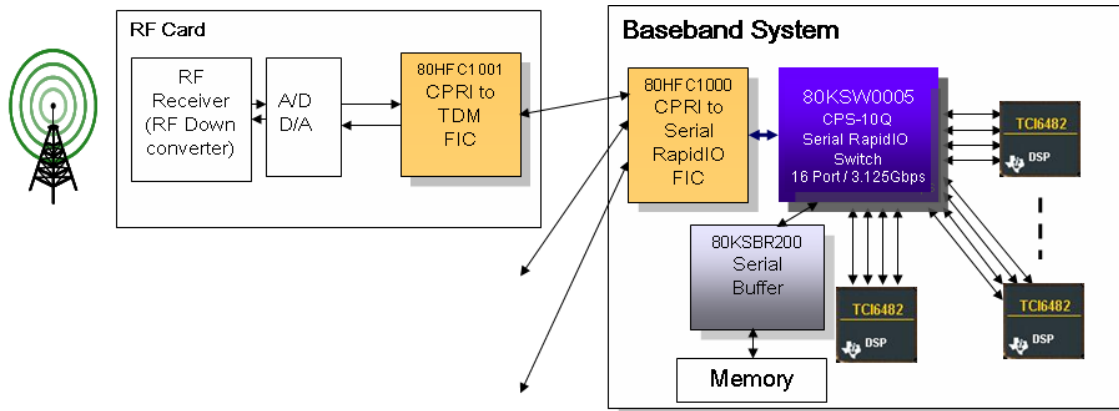 RF Card
RF
Receiver
(RF Down
converter)
A/D
D/A
80HFC1001
CPRI to
TDM
FIC
Baseband System
80HFC1000
CPRI to
Serial
RapidIO
FIC
80KSW0005
CPS-10Q
Serial RapidIO
Switch
16 Port / 3.125Gbps
TCI6482
DSP
80KSBR200
Serial
Buffer
TCI6482
DSP
TCI6482
DSP
Memory